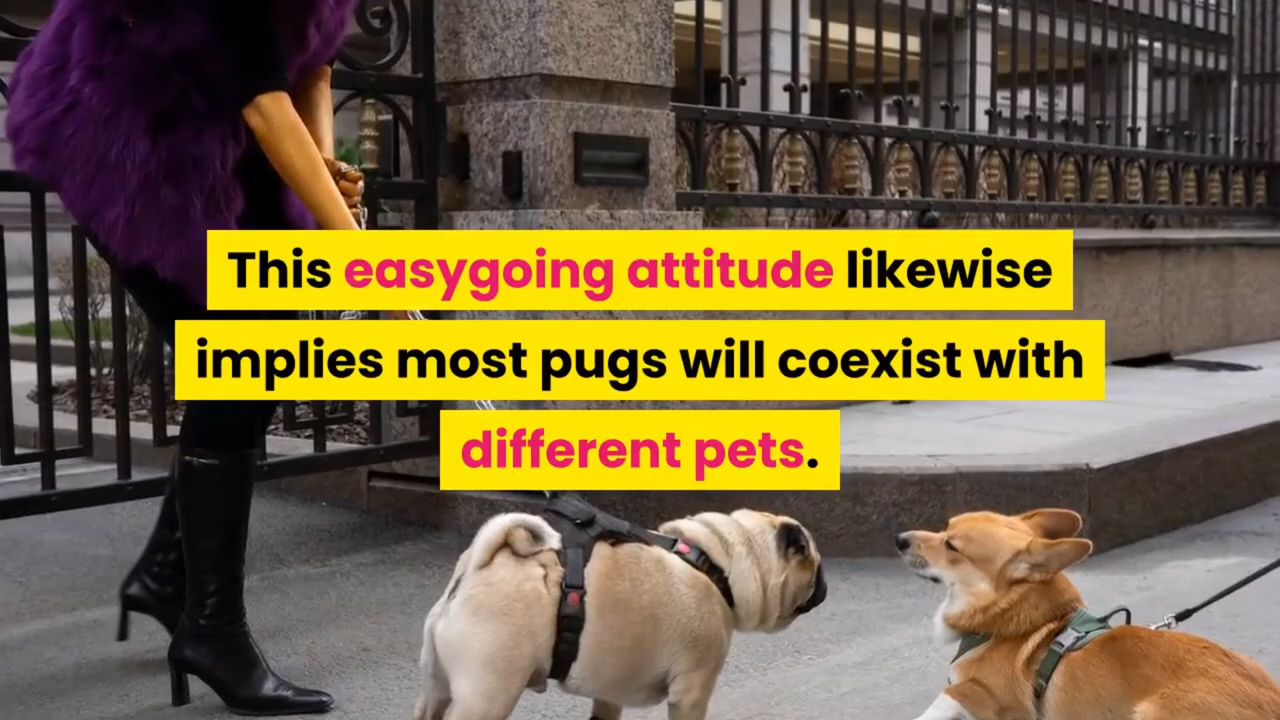 This easygoing attitude likewise
implies most pugs will coexist with
different pets.